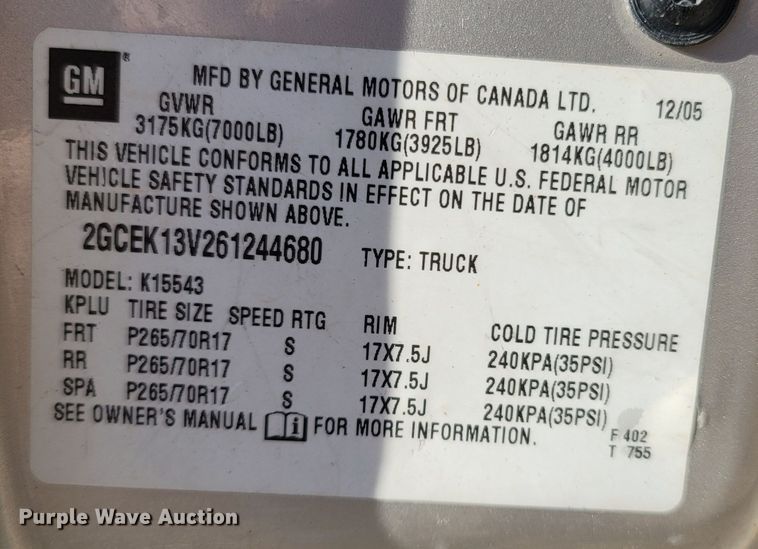 GM®
MFD BY GENERAL MOTORS OF CANADA LTD. 12/05
GVWR GAWR FRT GAWR RR
3175KG(7000LB) 1780KG(3925LB) 1814KG(4000LB)
THIS VEHICLE CONFORMS TO ALL APPLICABLE U.S. FEDERAL MOTOR
VEHICLE SAFETY STANDARDS IN EFFECT ON THE DATE OF
MANUFACTURE SHOWN ABOVE.
2GCEK13V261244680 TYPE: TRUCK
MODEL: K15543
KPLU TIRE SIZE SPEED RTG RIM COLD TIRE PRESSURE
FRT P265/70R17 S 17X7.5J 240KPA(35PSI)
RR P265/70R17 S 17X7.5J 240KPA(35PSI)
SPA P265/70R17 S 17X7.5J 240KPA(35PSI)
SEE OWNER'S MANUAL i FOR MORE INFORMATION.
F 402
T 755
Purple Wave Auction